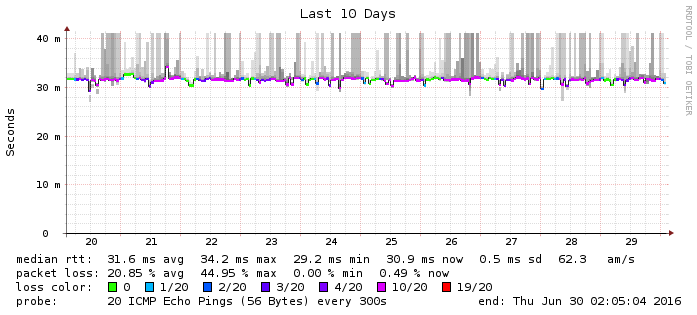 Last 10 Days
RRDTOOL / TOBI OETIKER
Seconds
40 m
30 m
20 m
10 m
0
20 21 22 23 24 25 26 27 28 29
median rtt: 31.6 ms avg 34.2 ms max 29.2 ms min 30.9 ms now 0.5 ms sd 62.3 am/s
packet loss: 20.85 % avg 44.95 % max 0.00 % min 0.49 % now
loss color: 0 1/20 2/20 3/20 4/20 10/20 19/20
probe: 20 ICMP Echo Pings (56 Bytes) every 300s end: Thu Jun 30 02:05:04 2016